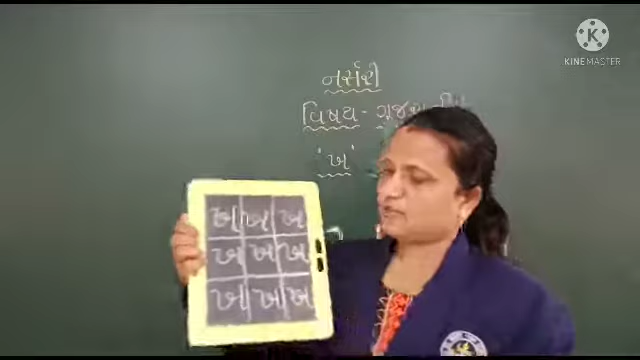 KINEMASTER
નર્સરી
વિષય-
'ખ'
ખ ખ ખ
ખ ખ ખ
ખ ખ ખ